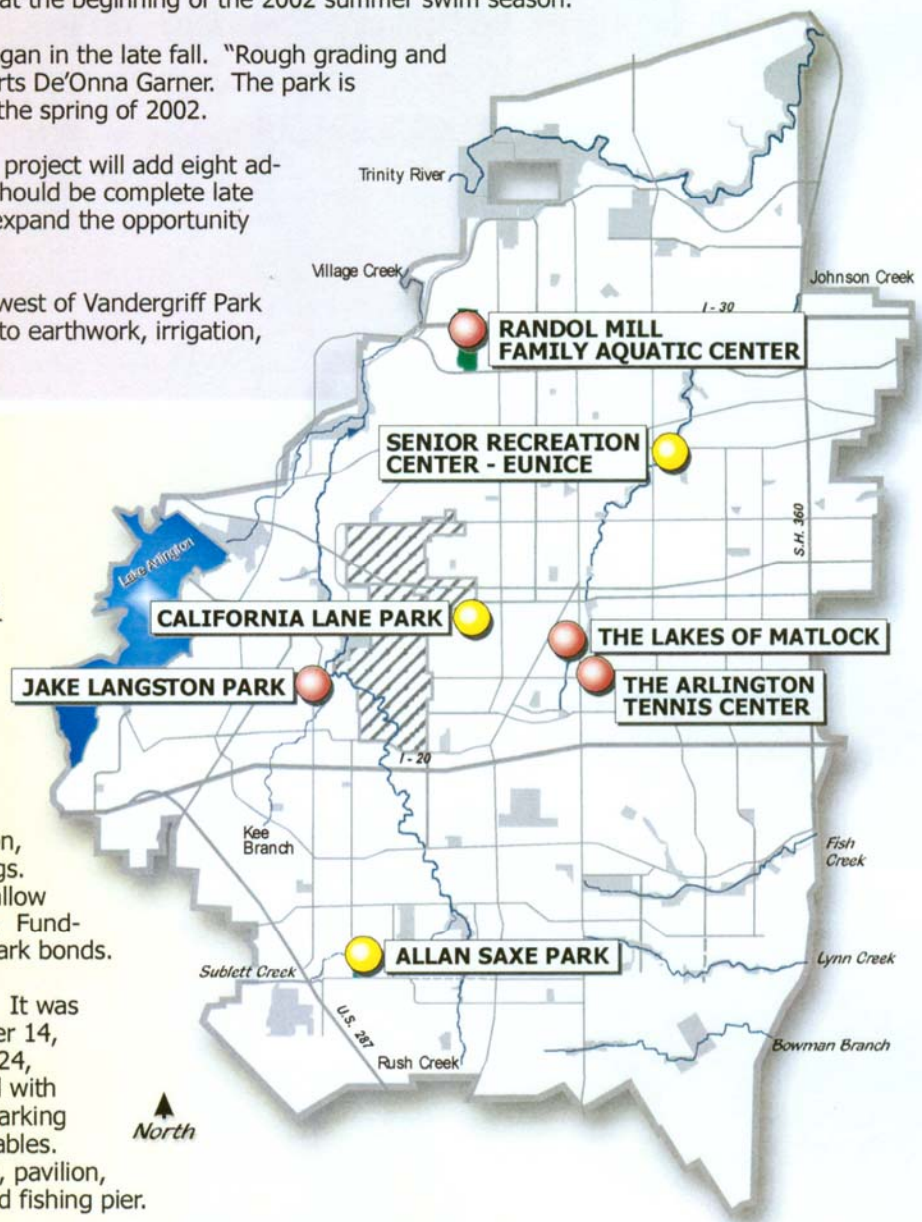 at the beginning of the 2002 summer swim season.
gan in the late fall. “Rough grading and
rts De’Onna Garner. The park is
the spring of 2002.
project will add eight ad-
hould be complete late
expand the opportunity
west of Vandergriff Park
to earthwork, irrigation,
Trinity River
Village Creek
Johnson Creek
I - 30
RANDOL MILL
FAMILY AQUATIC CENTER
SENIOR RECREATION
CENTER - EUNICE
S.H. 360
Lake Arlington
CALIFORNIA LANE PARK
THE LAKES OF MATLOCK
JAKE LANGSTON PARK
THE ARLINGTON
TENNIS CENTER
I - 20
Kee
Branch
Fish
Creek
ALLAN SAXE PARK
Sublett Creek
Lynn Creek
U.S. 287
Rush Creek
Bowman Branch
North
on,
gs.
allow
Fund-
ark bonds.
It was
er 14,
24,
d with
arking
ables.
, pavilion,
d fishing pier.